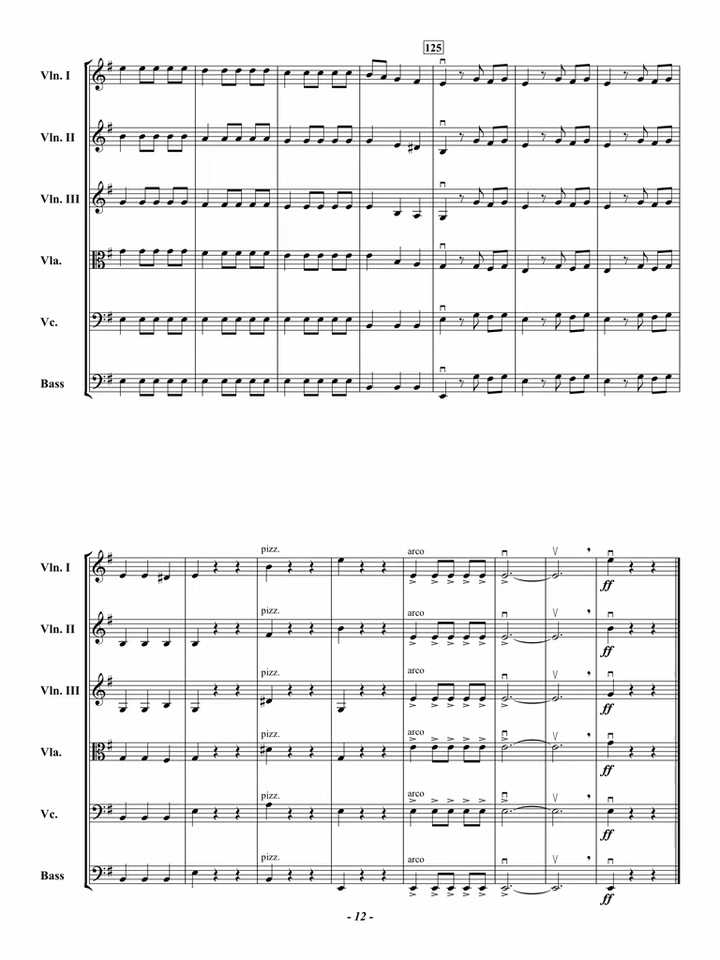 125
Vln. I
Vln. II
Vln. III
Vla.
Vc.
Bass
pizz. arco
Vln. I
ff
pizz. arco
Vln. II
ff
pizz. arco
Vln. III
ff
pizz. arco
Vla.
ff
pizz. arco
Vc.
ff
pizz. arco
Bass
ff
- 12 -